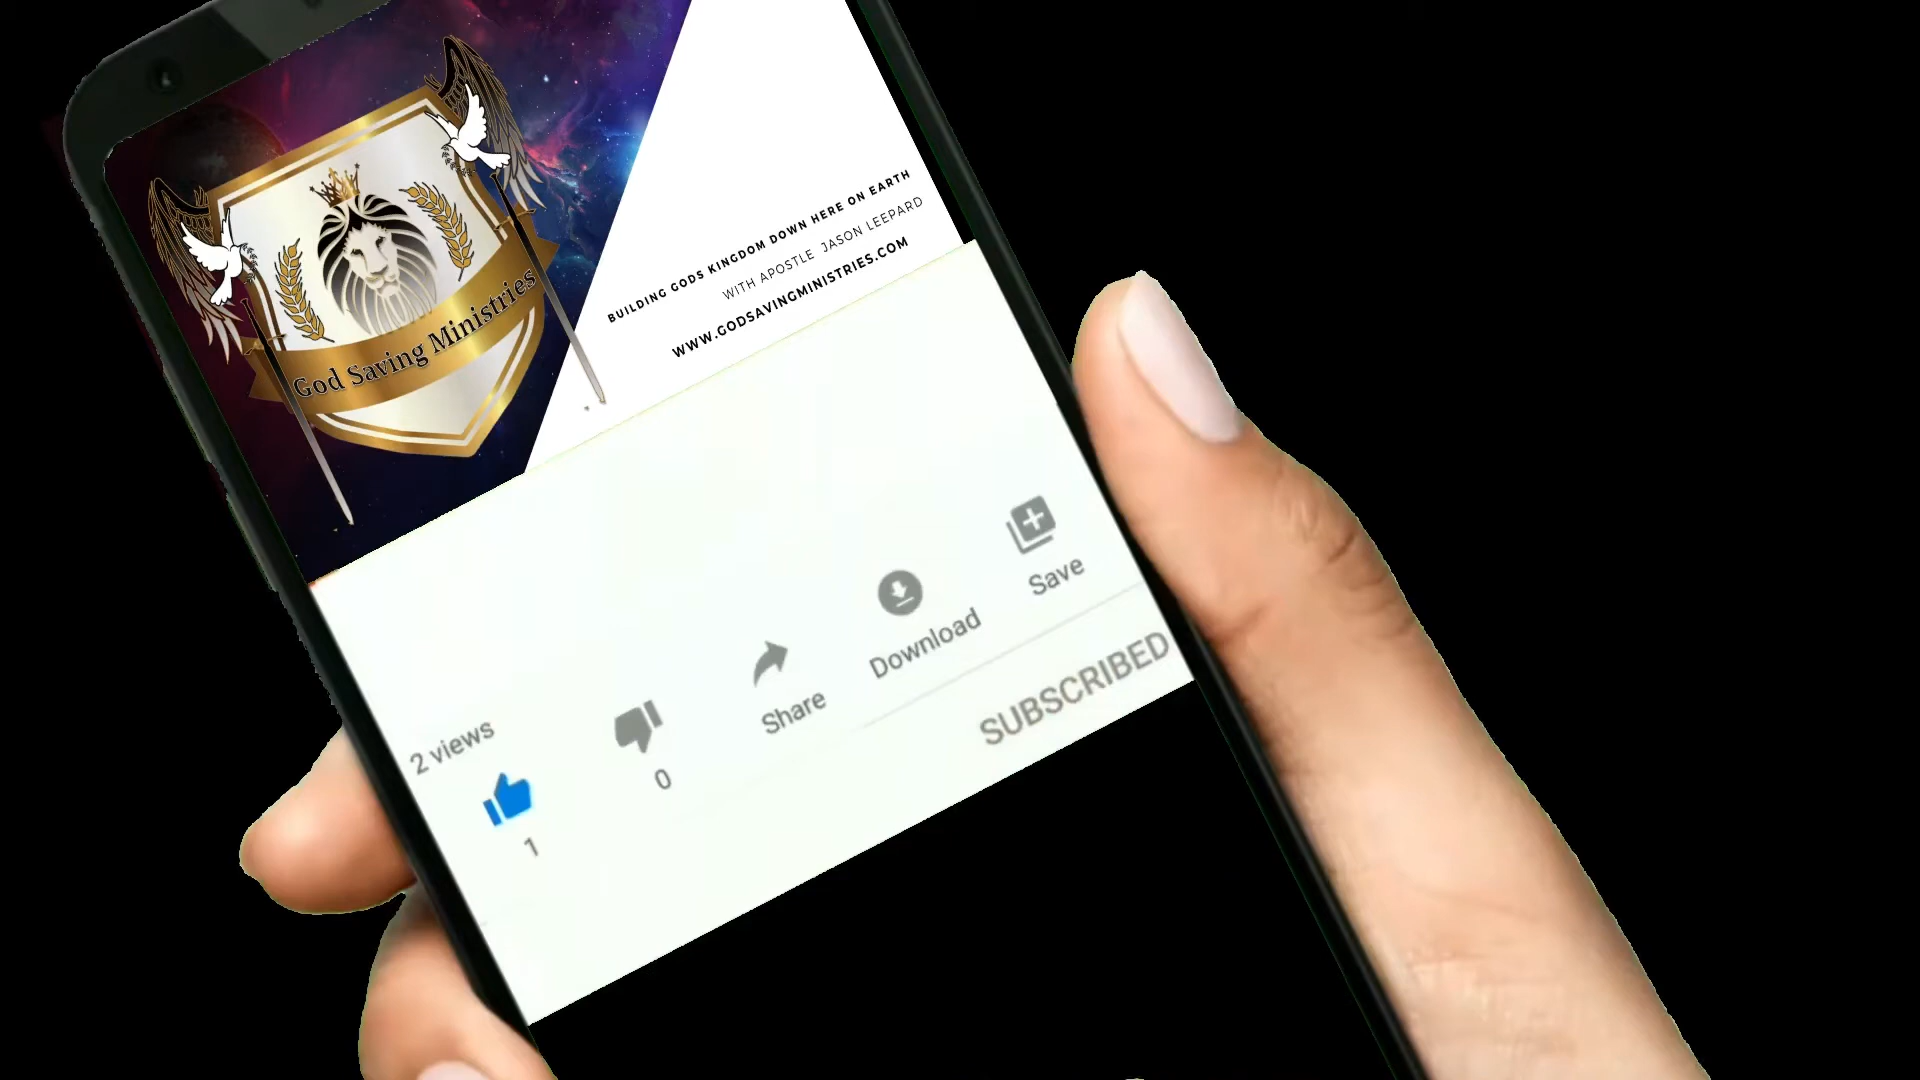 God Saving Ministries
BUILDING GODS KINGDOM DOWN HERE ON EARTH
WITH APOSTLE JASON LEEPARD
WWW.GODSAVINGMINISTRIES.COM
2 views
1
0
Share
Download
Save
SUBSCRIBED